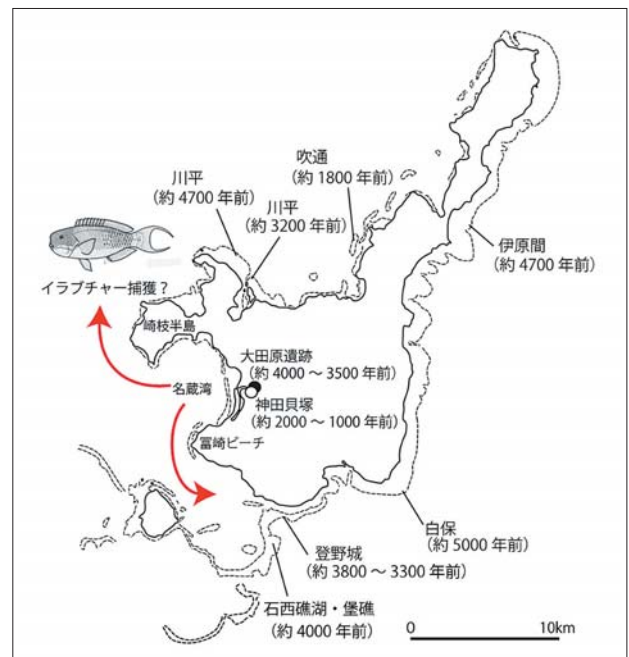 吹通
(約 1800 年前)
川平
(約 4700 年前)
川平
(約 3200 年前)
伊原間
(約 4700 年前)
イラブチャー捕獲？
崎枝半島
大田原遺跡
(約 4000 ～ 3500 年前)
名蔵湾
神田貝塚
(約 2000 ～ 1000 年前)
冨崎ビーチ
白保
(約 5000 年前)
登野城
(約 3800 ～ 3300 年前)
石西礁湖・堡礁
(約 4000 年前)
0 10km